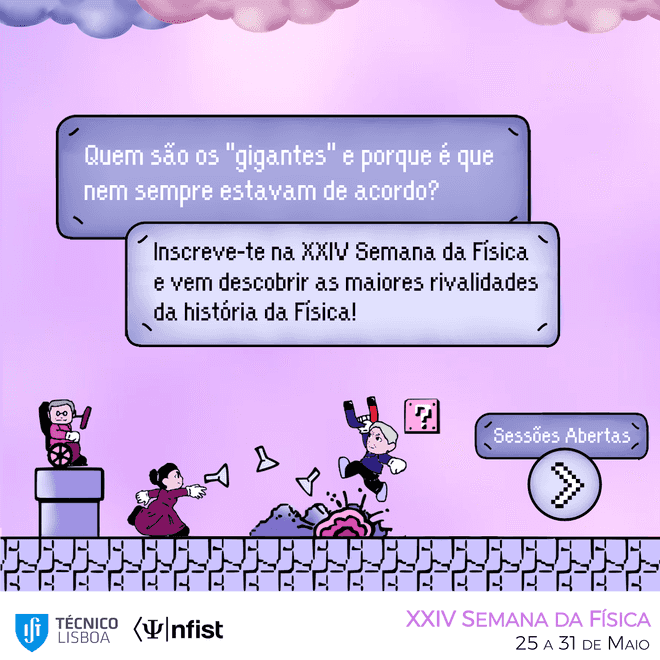 Quem são os "gigantes" e porque é que
nem sempre estavam de acordo?
Inscreve-te na XXIV Semana da Física
e vem descobrir as maiores rivalidades
da história da Física!
?
Sessões Abertas
TÉCNICO
LISBOA
⟨Ψ|nfist
XXIV Semana da Física
25 a 31 de Maio